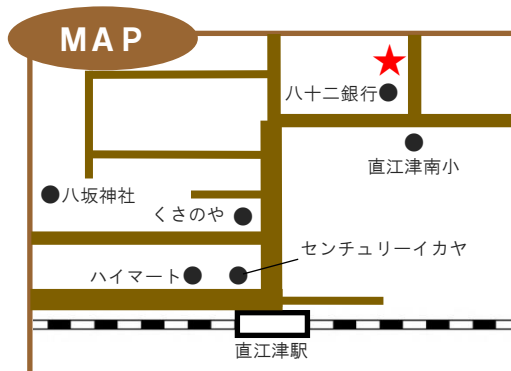 MAP
八十二銀行
直江津南小
八坂神社
くさのや
センチュリーイカヤ
ハイマート
直江津駅